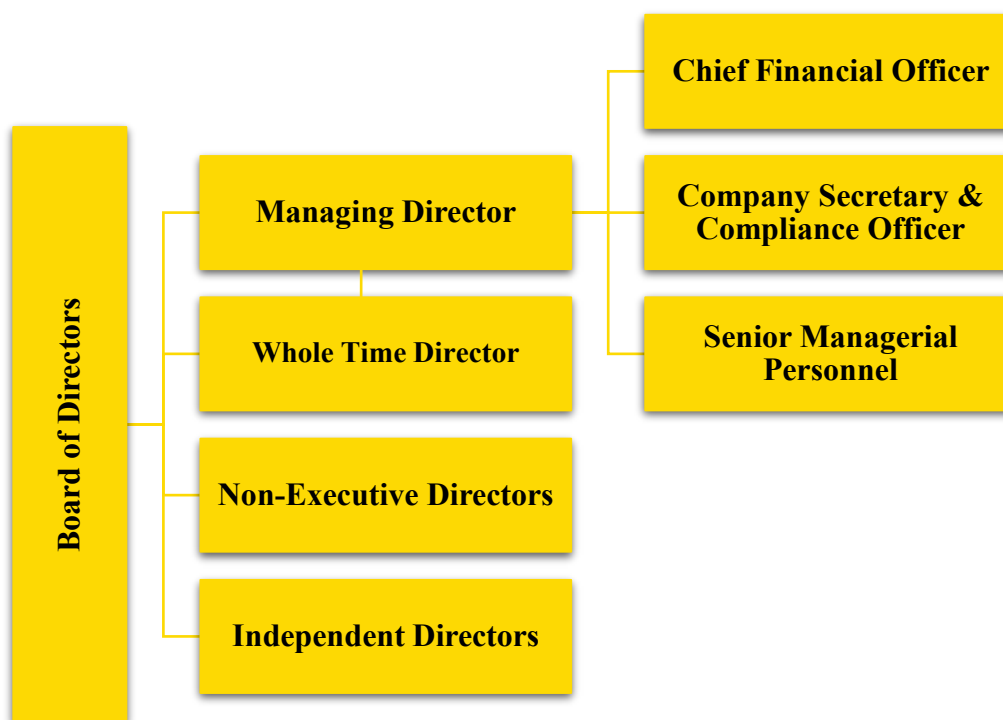 Board of Directors
Managing Director
Whole Time Director
Non-Executive Directors
Independent Directors
Chief Financial Officer
Company Secretary &
Compliance Officer
Senior Managerial
Personnel